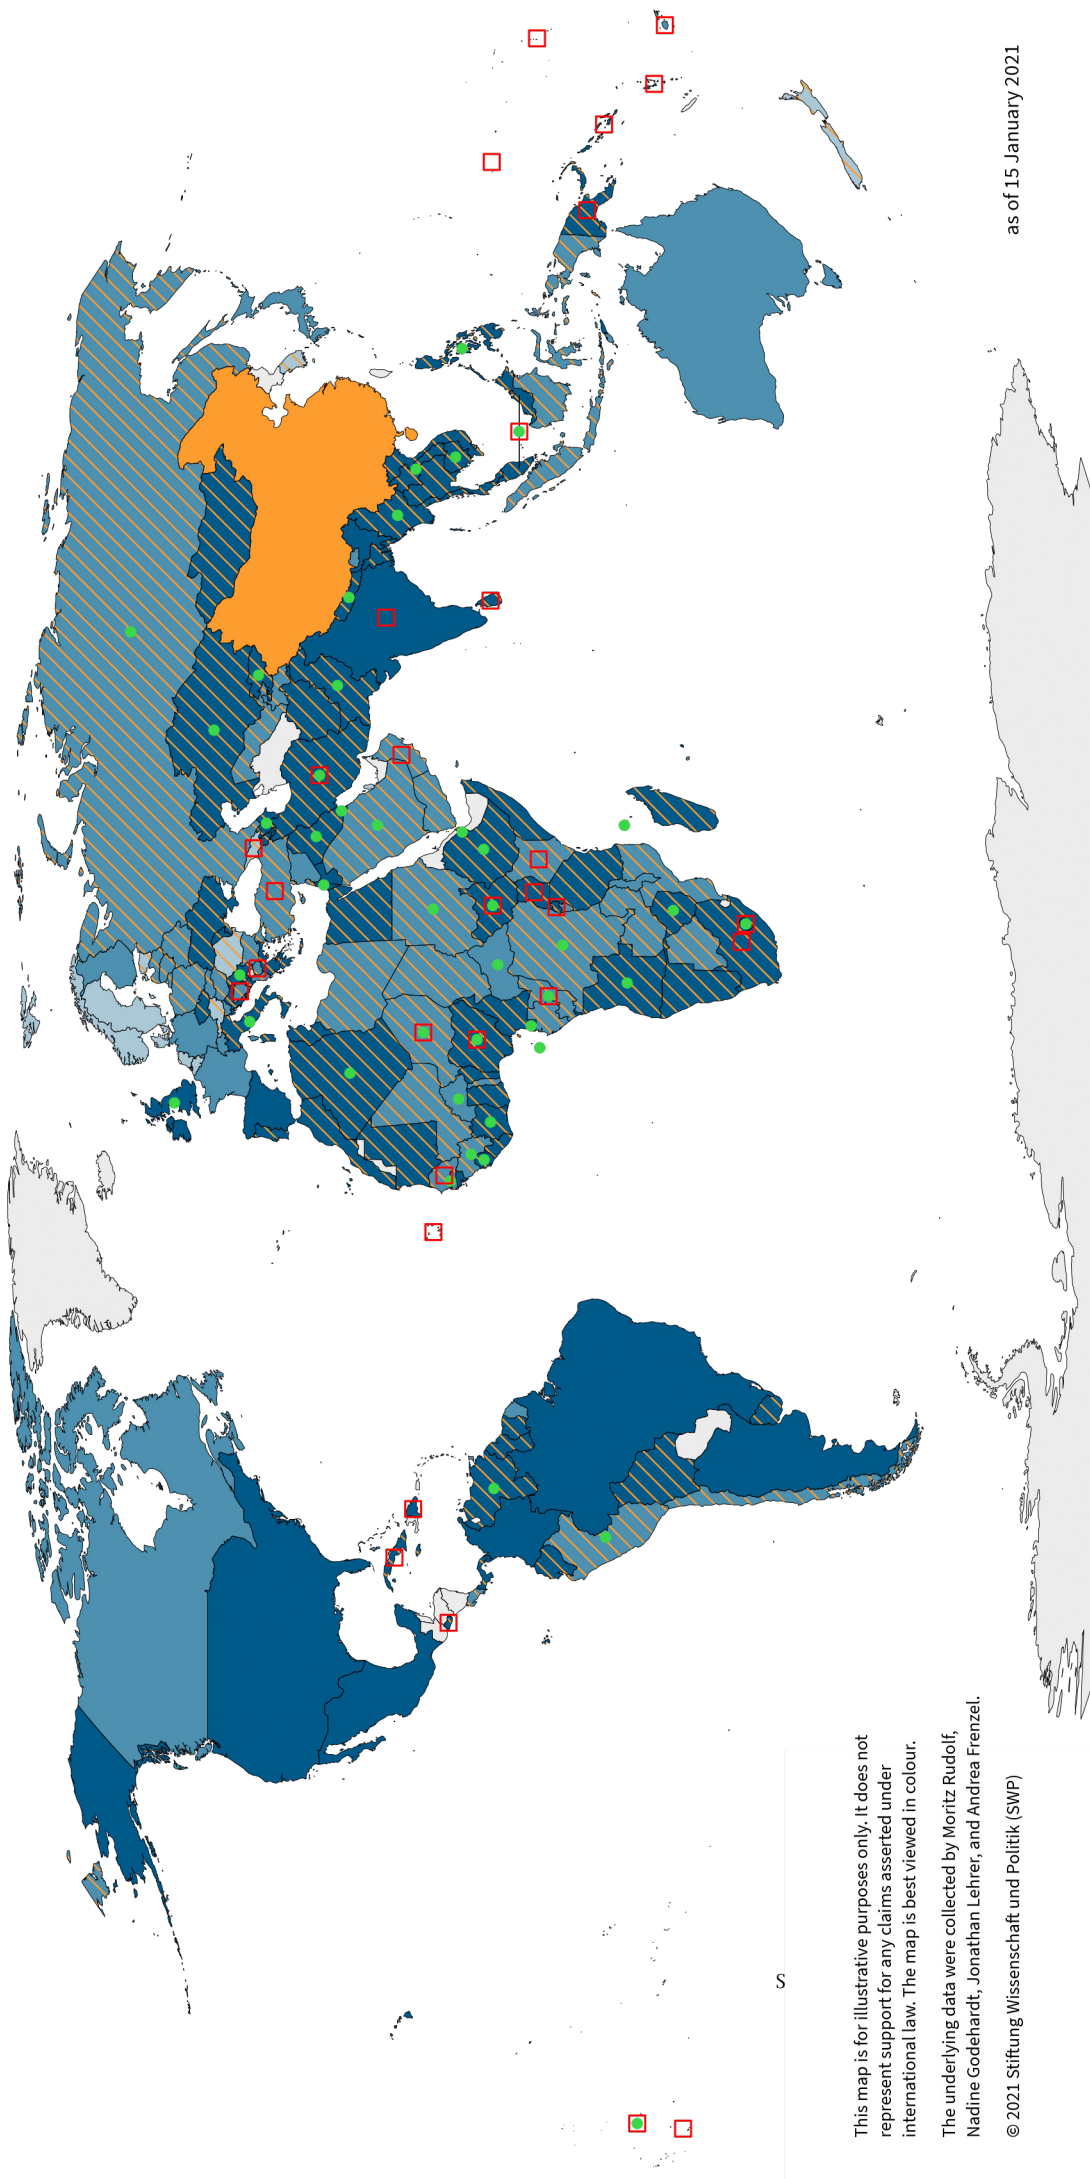 as of 15 January 2021
S
This map is for illustrative purposes only. It does not
represent support for any claims asserted under
international law. The map is best viewed in colour.
The underlying data were collected by Moritz Rudolf,
Nadine Godehardt, Jonathan Lehrer, and Andrea Frenzel.
© 2021 Stiftung Wissenschaft und Politik (SWP)